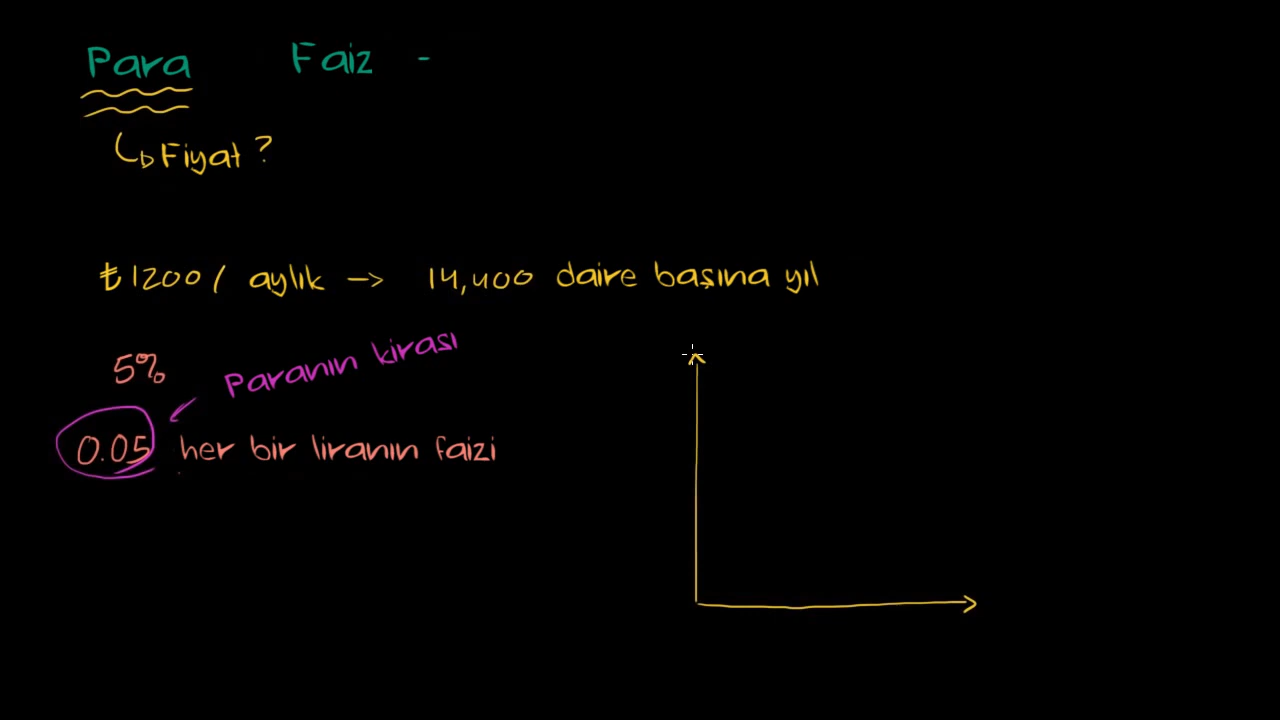 Para Faiz -
Fiyat ?
₺1200/ aylık -> 14,400 daire başına yıl
5%
Paranın kirası
0.05 her bir liranın faizi